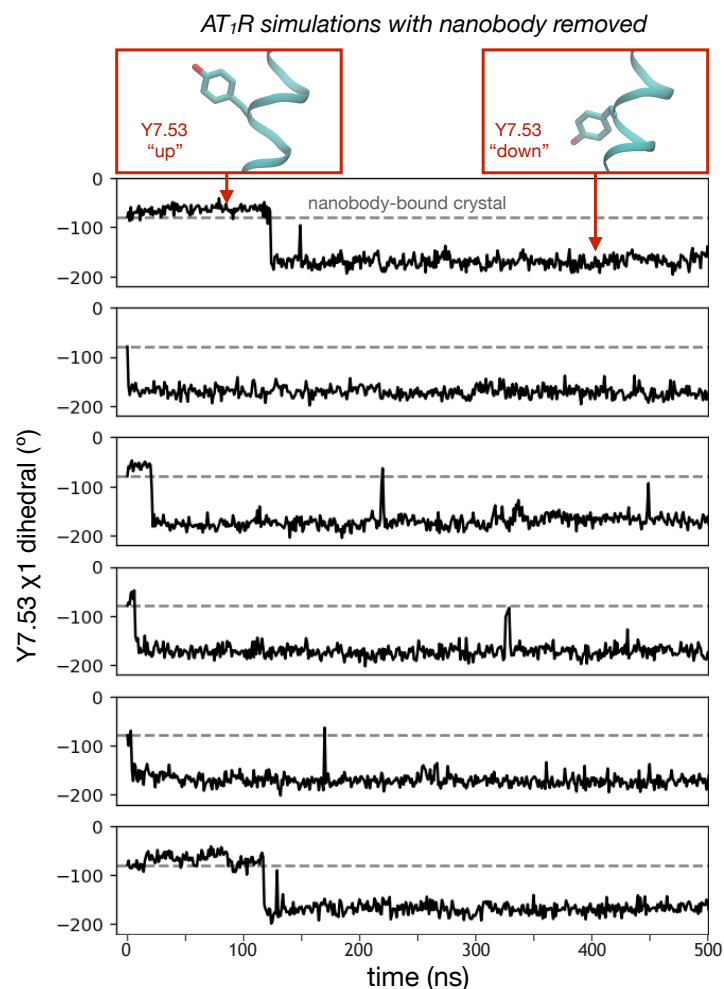 AT₁R simulations with nanobody removed
Y7.53
“up”
Y7.53
“down”
nanobody-bound crystal
Y7.53 χ1 dihedral (º)
0
−100
−200
0
−100
−200
0
−100
−200
0
−100
−200
0
−100
−200
0
−100
−200
0 100 200 300 400 500
time (ns)